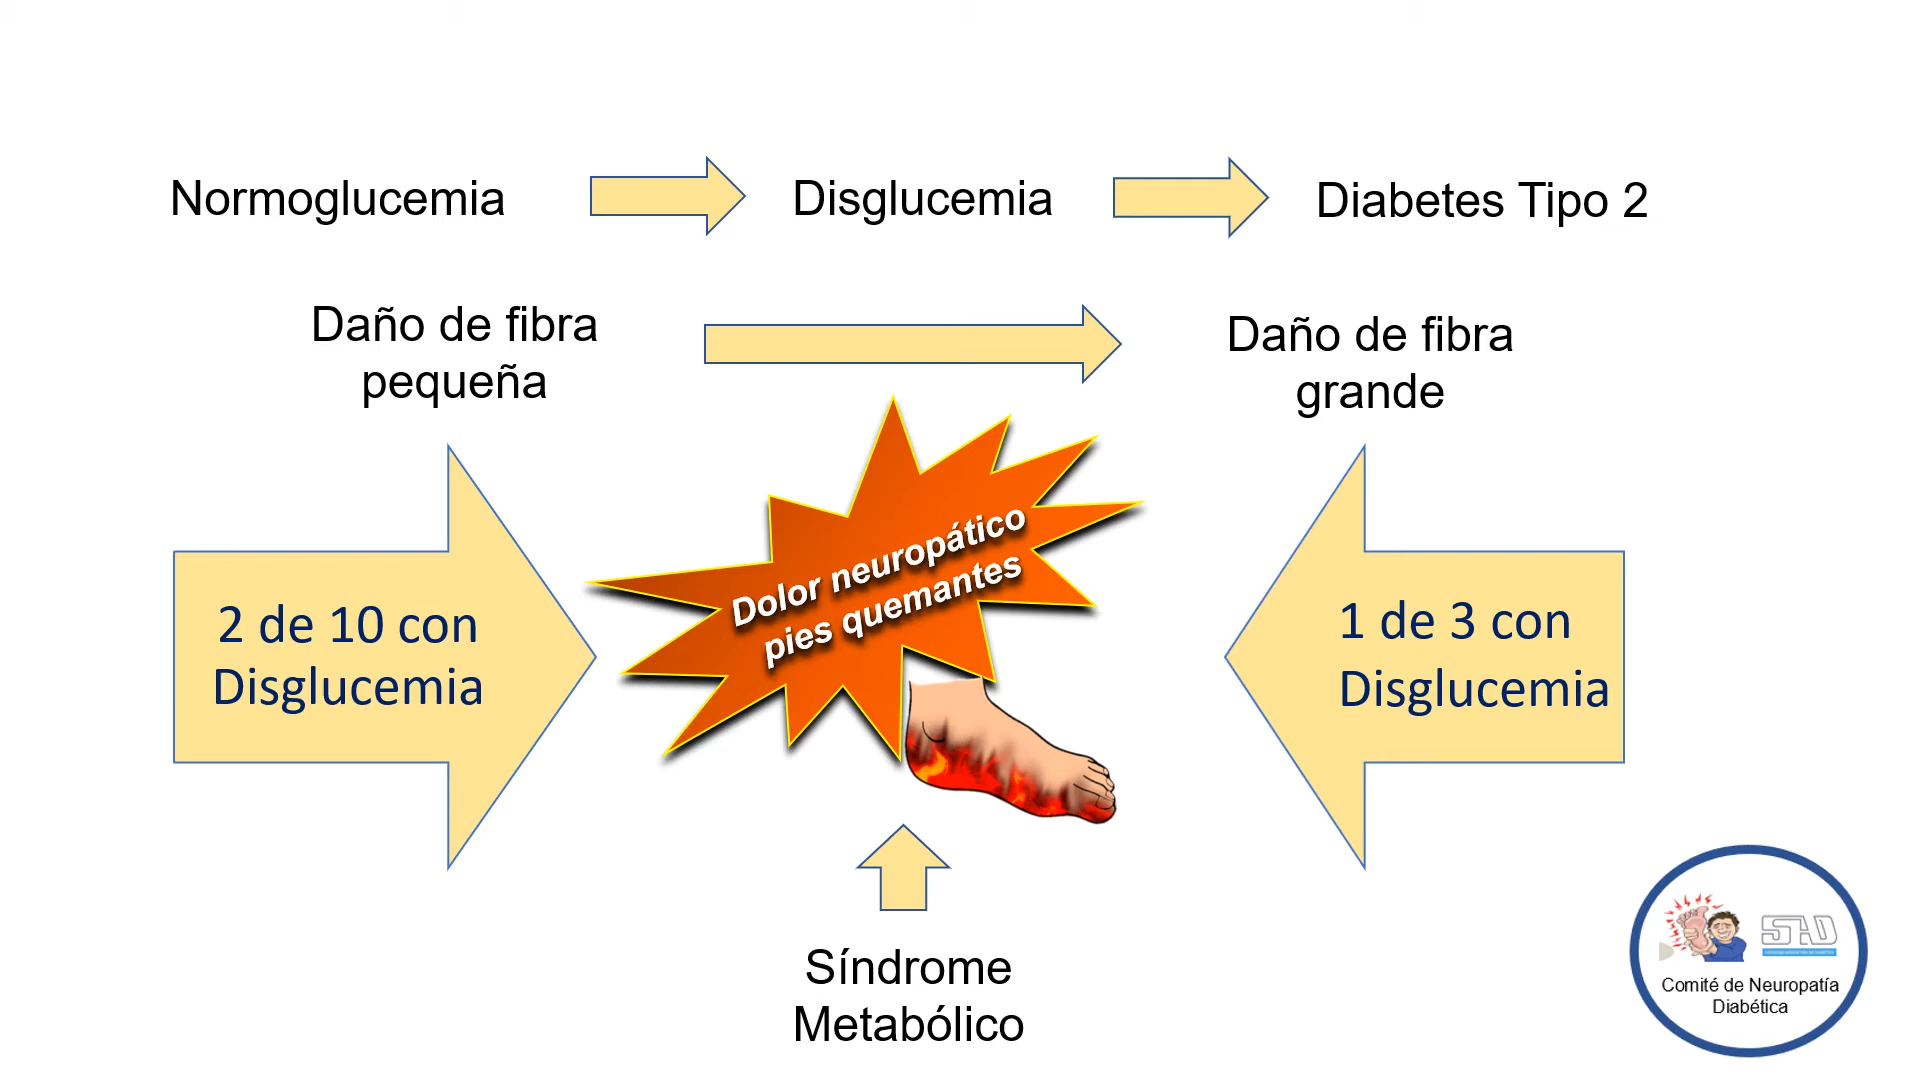 Normoglucemia
Disglucemia
Diabetes Tipo 2
Daño de fibra
pequeña
Daño de fibra
grande
Dolor neuropático
pies quemantes
2 de 10 con
Disglucemia
1 de 3 con
Disglucemia
Síndrome
Metabólico
SAD
Comité de Neuropatía
Diabética